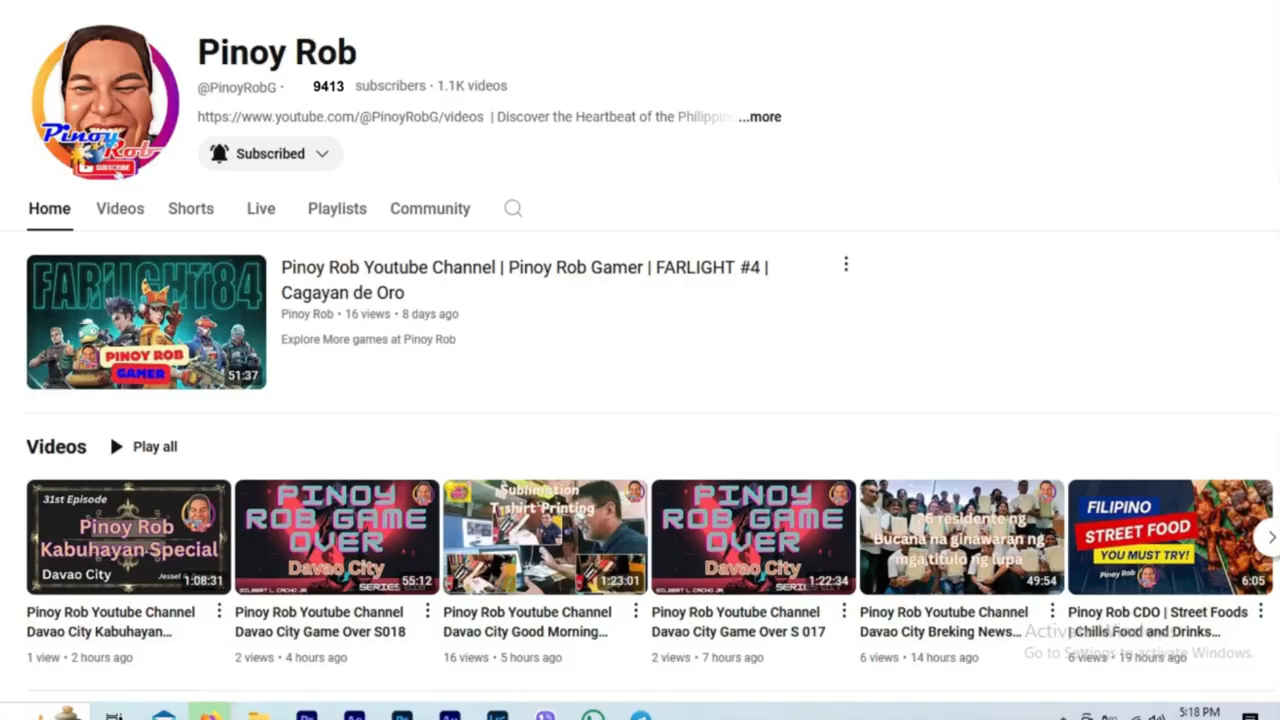 Pinoy Rob
@PinoyRobG · 9413 subscribers · 1.1K videos
https://www.youtube.com/@PinoyRobG/videos | Discover the Heartbeat of the Philippin ...more
Subscribed
Pinoy
Rob
SUBSCRIBE
Home Videos Shorts Live Playlists Community
FARLIGHT84
PINOY ROB
GAMER
51:37
Pinoy Rob Youtube Channel | Pinoy Rob Gamer | FARLIGHT #4 |
Cagayan de Oro
Pinoy Rob · 16 views · 8 days ago
Explore More games at Pinoy Rob
Videos Play all
31st Episode
Pinoy Rob
Kabuhayan Special
Davao City
1:08:31
Pinoy Rob Youtube Channel
Davao City Kabuhayan...
1 view · 2 hours ago
PINOY
ROB GAME
OVER
Davao City
55:12
Pinoy Rob Youtube Channel
Davao City Game Over S018
2 views · 4 hours ago
Sublimation
T-shirt Printing
1:23:01
Pinoy Rob Youtube Channel
Davao City Good Morning...
16 views · 5 hours ago
PINOY
ROB GAME
OVER
Davao City
1:22:34
Pinoy Rob Youtube Channel
Davao City Game Over S 017
2 views · 7 hours ago
26 residente ng
Bucana na ginawaran ng
mga titulo ng lupa
49:54
Pinoy Rob Youtube Channel
Davao City Breking News...
6 views · 14 hours ago
FILIPINO
STREET FOOD
YOU MUST TRY!
Pinoy Rob
6:05
Pinoy Rob CDO | Street Foods
| Chills Food and Drinks...
6 views · 19 hours ago
Activate Windows
Go to Settings to activate Windows.
5:18 PM